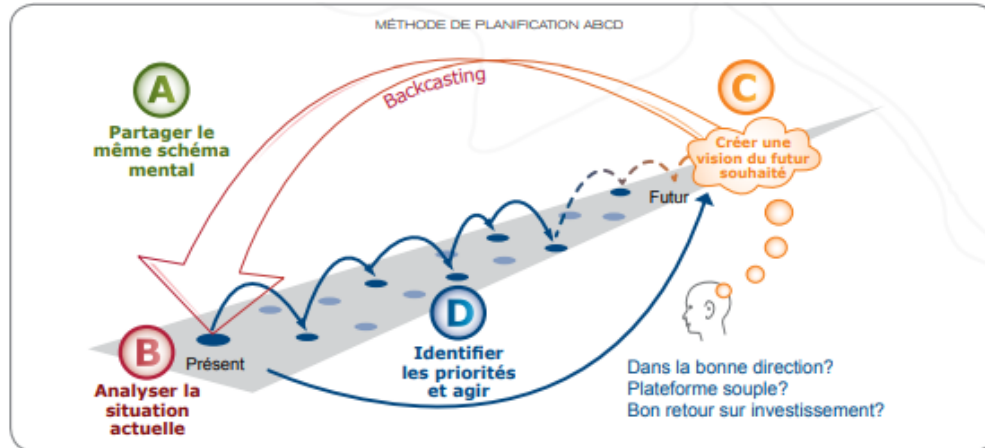 MÉTHODE DE PLANIFICATION ABCD
A
Partager le
même schéma
mental
Backcasting
C
Créer une
vision du futur
souhaité
Futur
B
Présent
Analyser la
situation
actuelle
D
Identifier
les priorités
et agir
Dans la bonne direction?
Plateforme souple?
Bon retour sur investissement?